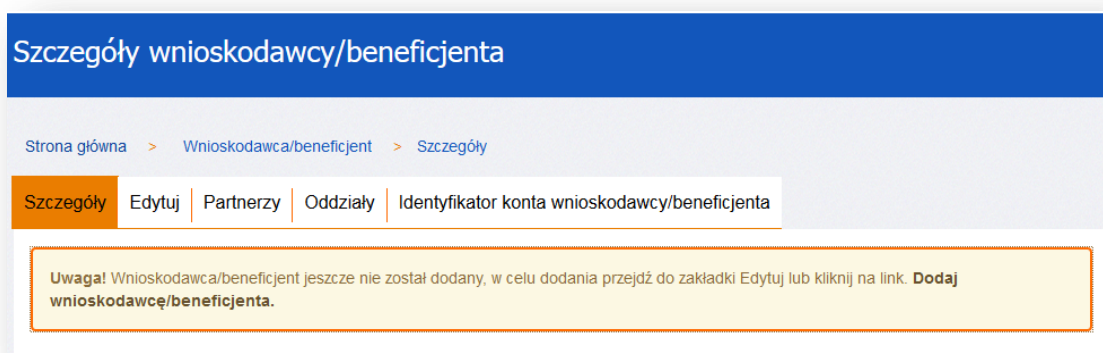 Szczegóły wnioskodawcy/beneficjenta
Strona główna > Wnioskodawca/beneficjent > Szczegóły
Szczegóły Edytuj Partnerzy Oddziały Identyfikator konta wnioskodawcy/beneficjenta
Uwaga! Wnioskodawca/beneficjent jeszcze nie został dodany, w celu dodania przejdź do zakładki Edytuj lub kliknij na link. Dodaj
wnioskodawcę/beneficjenta.